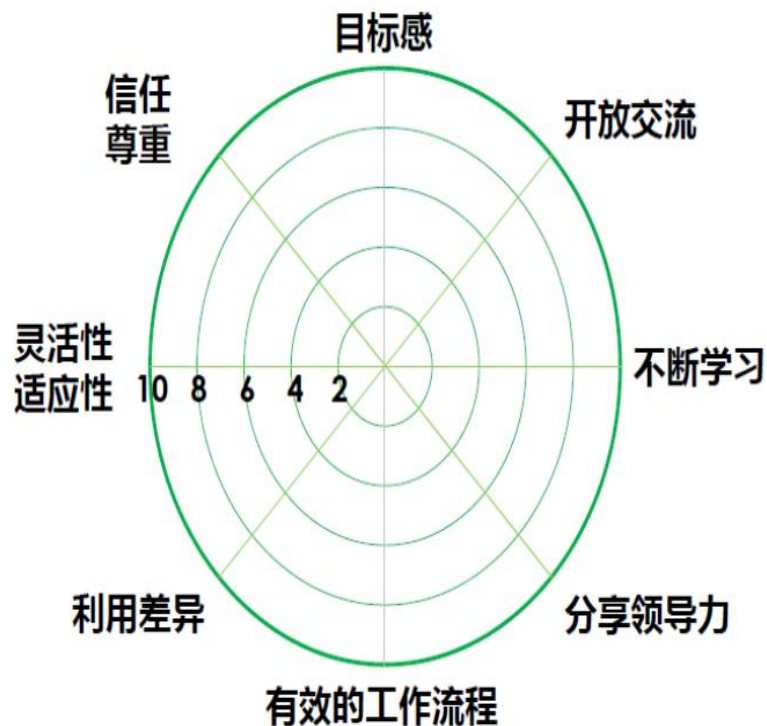 目标感
信任
尊重
开放交流
灵活性
适应性
10 8 6 4 2
不断学习
利用差异
分享领导力
有效的工作流程